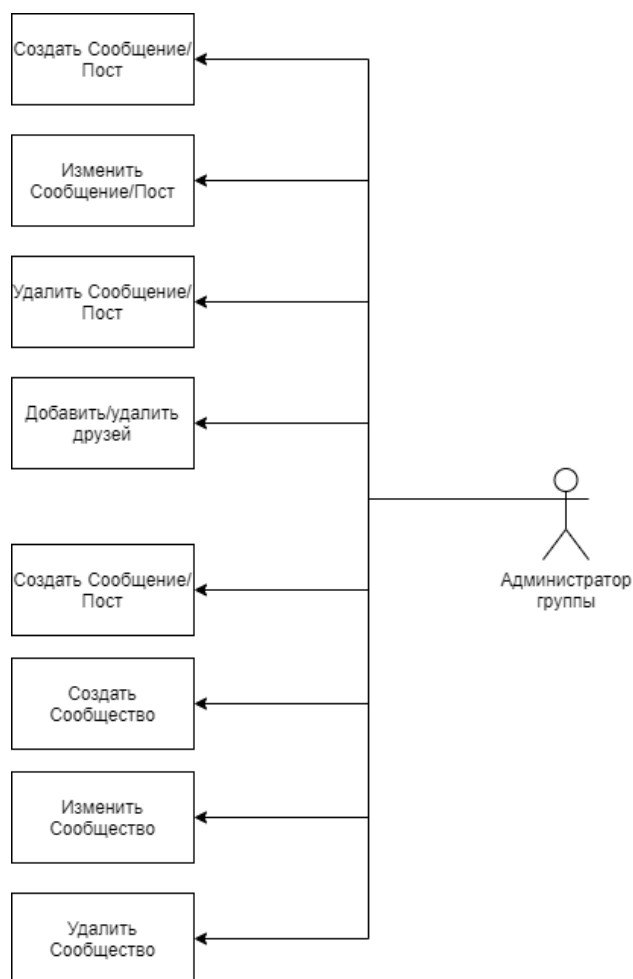 Создать Сообщение/
Пост
Изменить
Сообщение/Пост
Удалить Сообщение/
Пост
Добавить/удалить
друзей
Создать Сообщение/
Пост
Создать
Сообщество
Изменить
Сообщество
Удалить
Сообщество
Администратор
группы